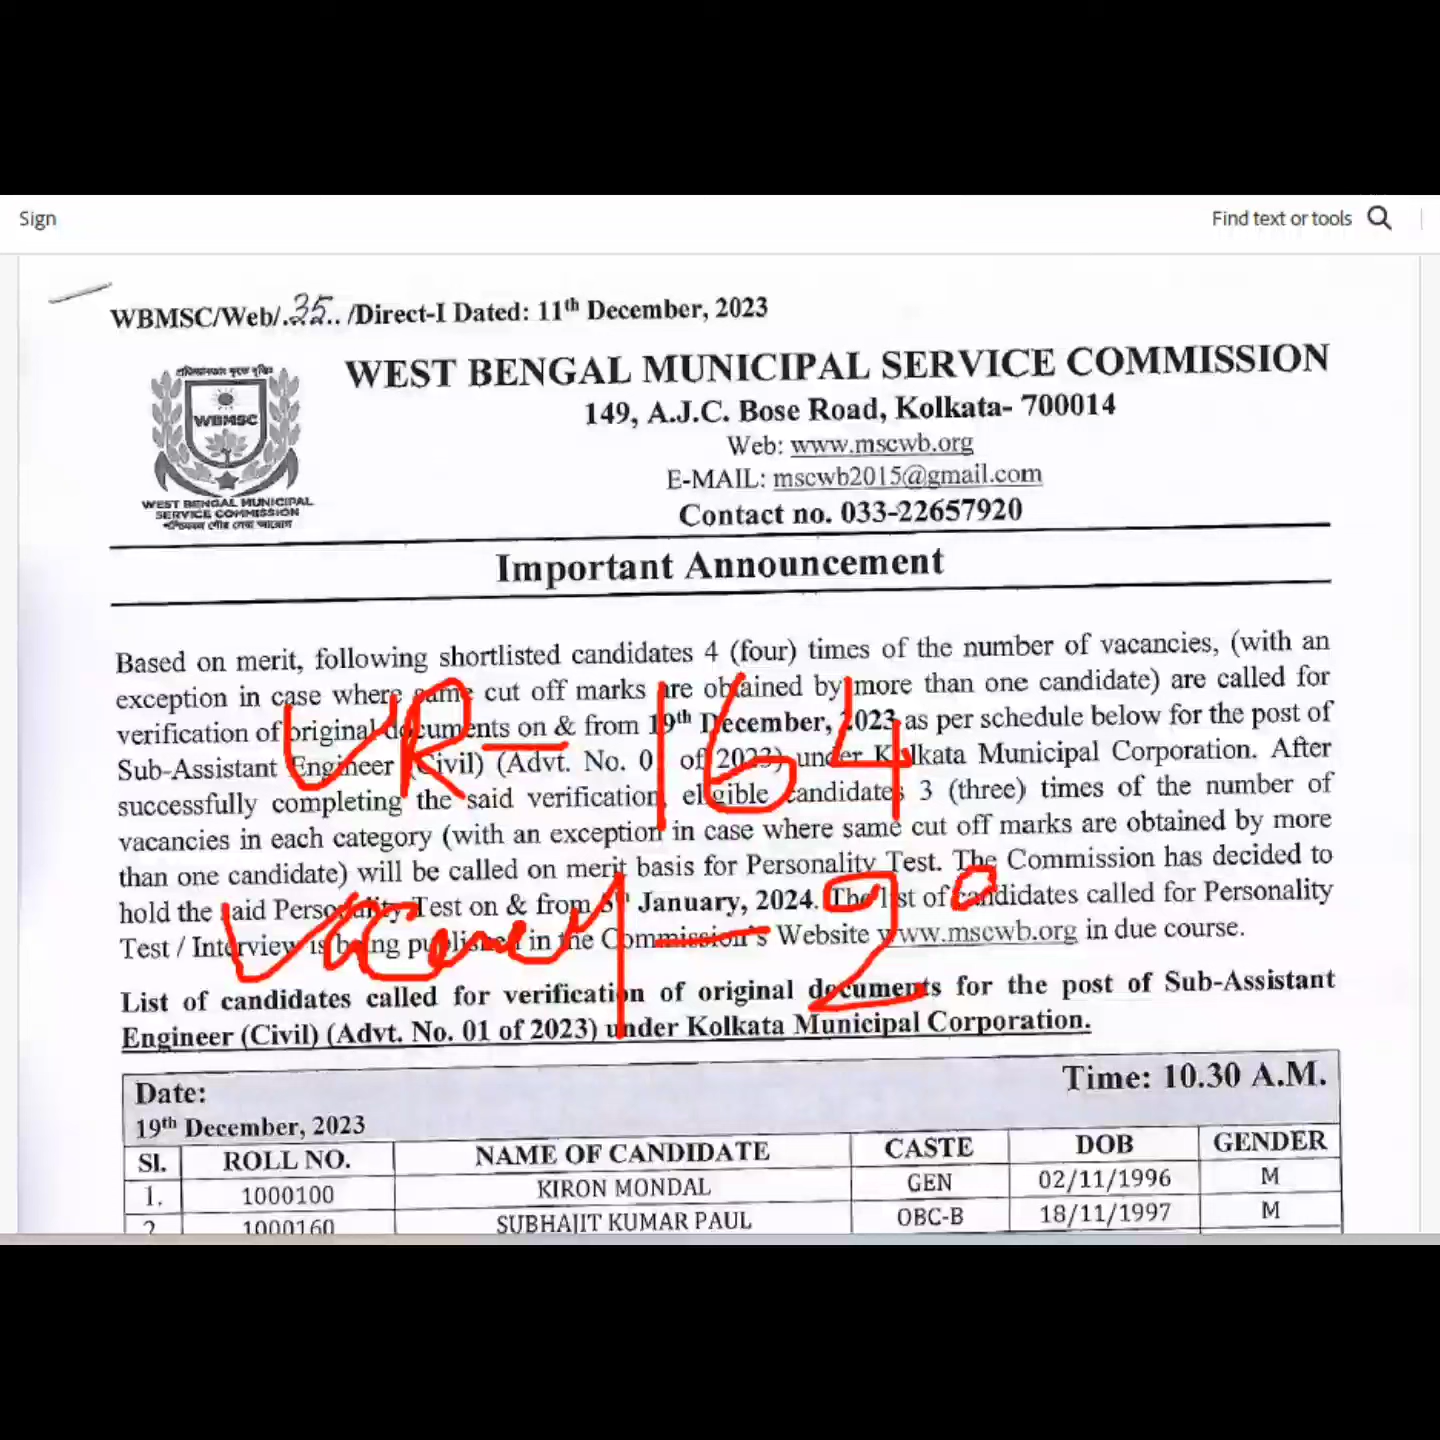 Sign
Find text or tools
WBMSC/Web/.35../Direct-I Dated: 11th December, 2023
WBMSC
WEST BENGAL MUNICIPAL
SERVICE COMMISSION
WEST BENGAL MUNICIPAL SERVICE COMMISSION
149, A.J.C. Bose Road, Kolkata- 700014
Web: www.mscwb.org
E-MAIL: mscwb2015@gmail.com
Contact no. 033-22657920
Important Announcement
Based on merit, following shortlisted candidates 4 (four) times of the number of vacancies, (with an
exception in case where same cut off marks are obtained by more than one candidate) are called for
verification of original documents on & from 19th December, 2023 as per schedule below for the post of
Sub-Assistant Engineer (Civil) (Advt. No. 01 of 2023) under Kolkata Municipal Corporation. After
successfully completing the said verification, eligible candidates 3 (three) times of the number of
vacancies in each category (with an exception in case where same cut off marks are obtained by more
than one candidate) will be called on merit basis for Personality Test. The Commission has decided to
hold the said Personality Test on & from January, 2024. The list of candidates called for Personality
Test / Interview is being published in the Commission's Website www.mscwb.org in due course.
UR-164
Vacancy-20
List of candidates called for verification of original documents for the post of Sub-Assistant
Engineer (Civil) (Advt. No. 01 of 2023) under Kolkata Municipal Corporation.
Date: Time: 10.30 A.M.
19th December, 2023
Sl. ROLL NO. NAME OF CANDIDATE CASTE DOB GENDER
1. 1000100 KIRON MONDAL GEN 02/11/1996 M
2 1000160 SUBHAJIT KUMAR PAUL OBC-B 18/11/1997 M